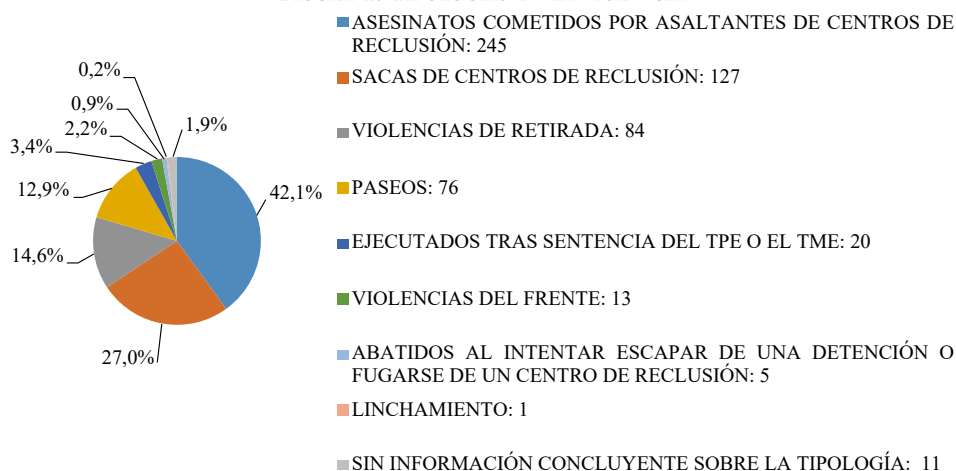 ASESINATOS COMETIDOS POR ASALTANTES DE CENTROS DE
RECLUSIÓN: 245
SACAS DE CENTROS DE RECLUSIÓN: 127
VIOLENCIAS DE RETIRADA: 84
PASEOS: 76
EJECUTADOS TRAS SENTENCIA DEL TPE O EL TME: 20
VIOLENCIAS DEL FRENTE: 13
ABATIDOS AL INTENTAR ESCAPAR DE UNA DETENCIÓN O
FUGARSE DE UN CENTRO DE RECLUSIÓN: 5
LINCHAMIENTO: 1
SIN INFORMACIÓN CONCLUYENTE SOBRE LA TIPOLOGÍA: 11
0,2%
0,9%
2,2%
3,4%
12,9%
14,6%
27,0%
42,1%
1,9%